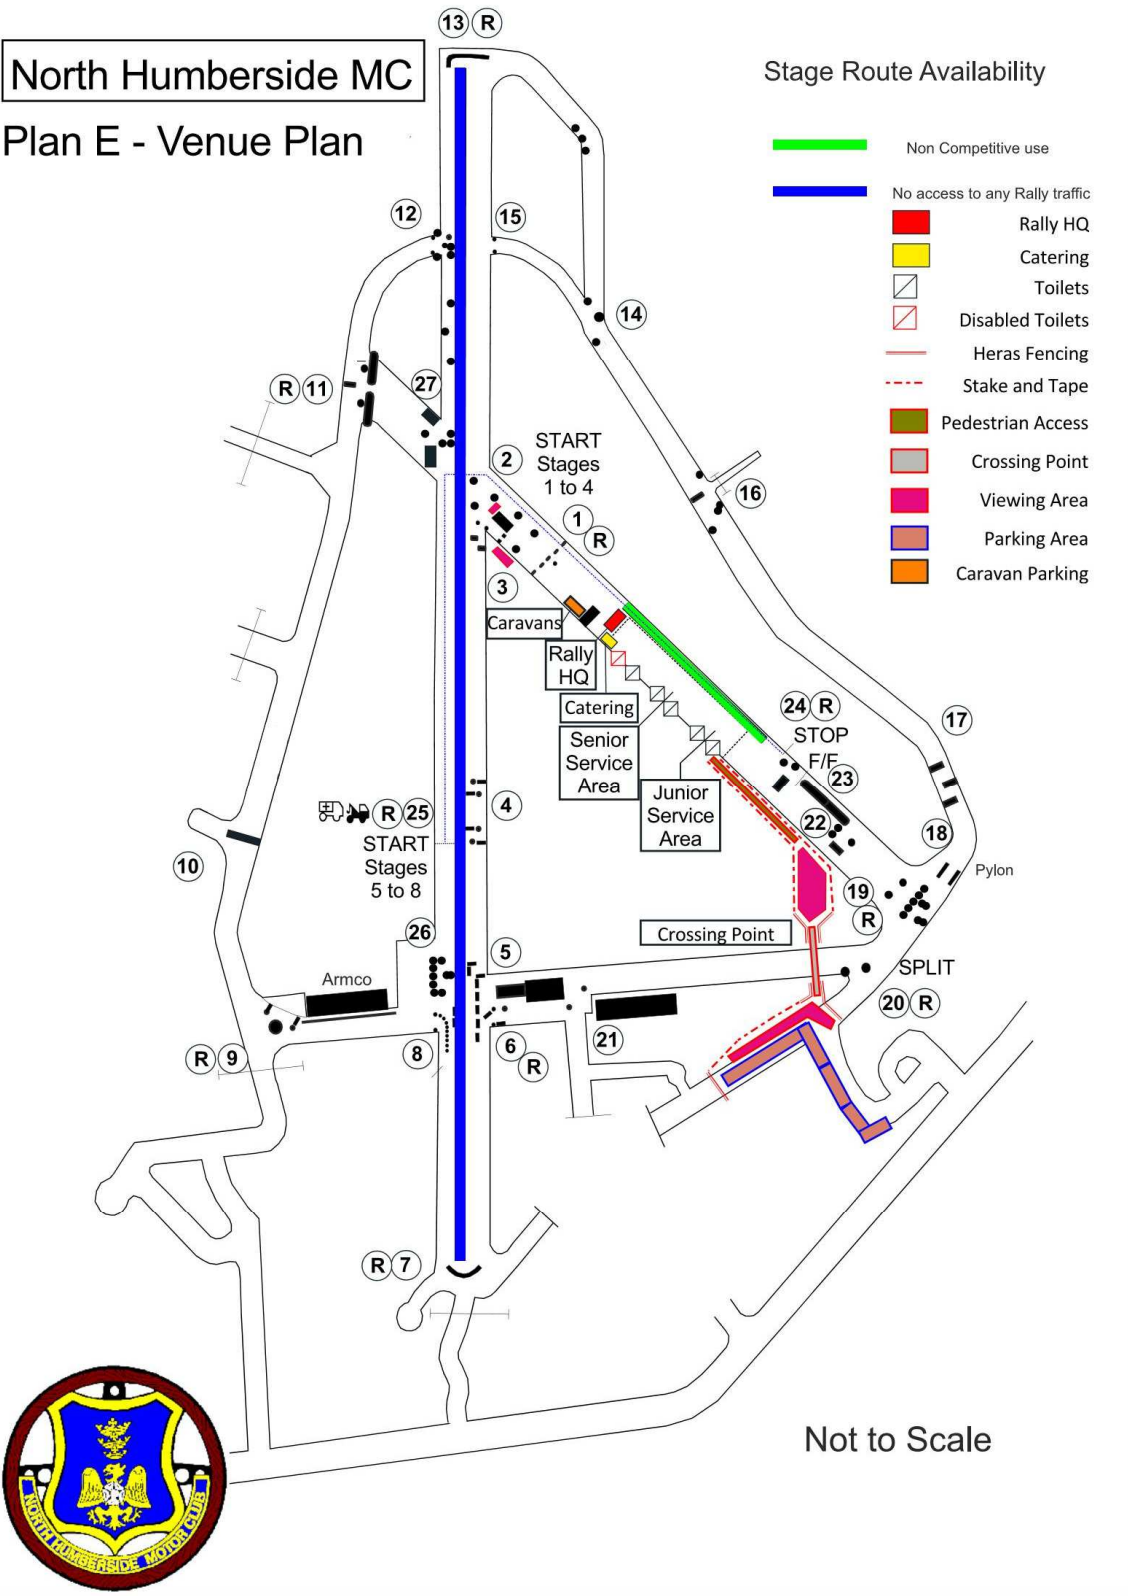 North Humberside MC
Plan E - Venue Plan
Stage Route Availability
Non Competitive use
No access to any Rally traffic
Rally HQ
Catering
Toilets
Disabled Toilets
Heras Fencing
Stake and Tape
Pedestrian Access
Crossing Point
Viewing Area
Parking Area
Caravan Parking
13 R
12
15
14
R 11
27
2
START
Stages
1 to 4
1
R
16
3
Caravans
Rally
HQ
Catering
Senior
Service
Area
Junior
Service
Area
24 R
STOP
F/F
23
22
17
18
Pylon
R 25
START
Stages
5 to 8
4
10
19
R
26
Crossing Point
5
SPLIT
Armco
20 R
R 9
8
6
R
21
R 7
Not to Scale
NORTH HUMBERSIDE MOTOR CLUB